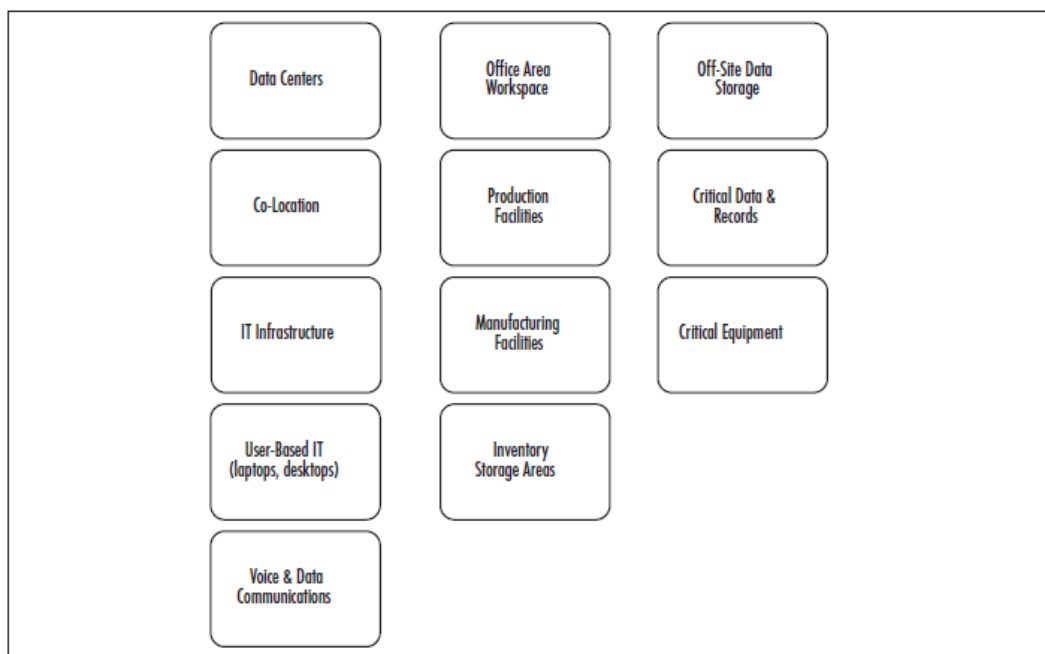 Data Centers
Office Area
Workspace
Off-Site Data
Storage
Co-Location
Production
Facilities
Critical Data &
Records
IT Infrastructure
Manufacturing
Facilities
Critical Equipment
User-Based IT
(laptops, desktops)
Inventory
Storage Areas
Voice & Data
Communications